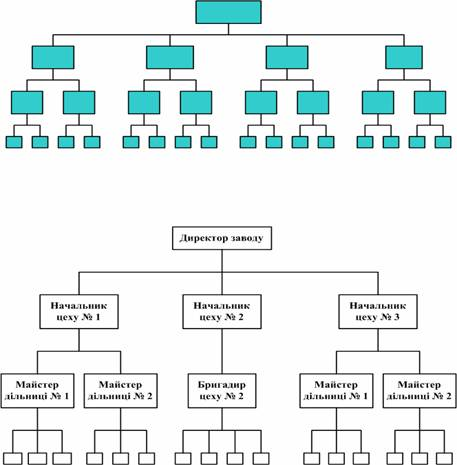 Директор заводу
Начальник
цеху № 1
Начальник
цеху № 2
Начальник
цеху № 3
Майстер
дільниці № 1
Майстер
дільниці № 2
Бригадир
цеху № 2
Майстер
дільниці № 1
Майстер
дільниці № 2